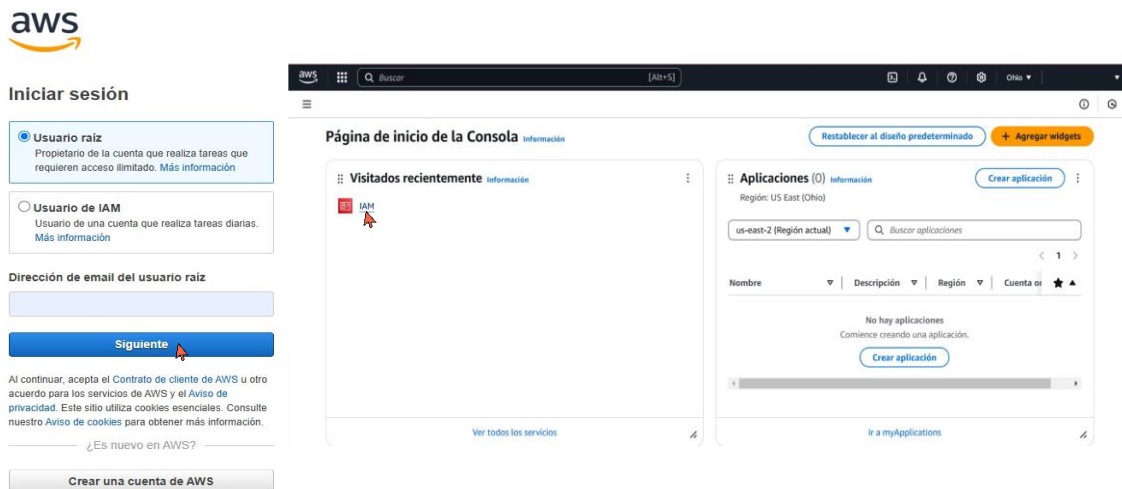 aws
Iniciar sesión
Usuario raíz
Propietario de la cuenta que realiza tareas que
requieren acceso ilimitado. Más información
Usuario de IAM
Usuario de una cuenta que realiza tareas diarias.
Más información
Dirección de email del usuario raíz
Siguiente
Al continuar, acepta el Contrato de cliente de AWS u otro
acuerdo para los servicios de AWS y el Aviso de
privacidad. Este sitio utiliza cookies esenciales. Consulte
nuestro Aviso de cookies para obtener más información.
¿Es nuevo en AWS?
Crear una cuenta de AWS
aws
Buscar
[Alt+S]
Ohio
Página de inicio de la Consola Información
Restablecer al diseño predeterminado
+ Agregar widgets
Visitados recientemente Información
IAM
Ver todos los servicios
Aplicaciones (0) Información
Crear aplicación
Región: US East (Ohio)
us-east-2 (Región actual)
Buscar aplicaciones
< 1 >
Nombre
Descripción
Región
Cuenta or
No hay aplicaciones
Comience creando una aplicación.
Crear aplicación
Ir a myApplications